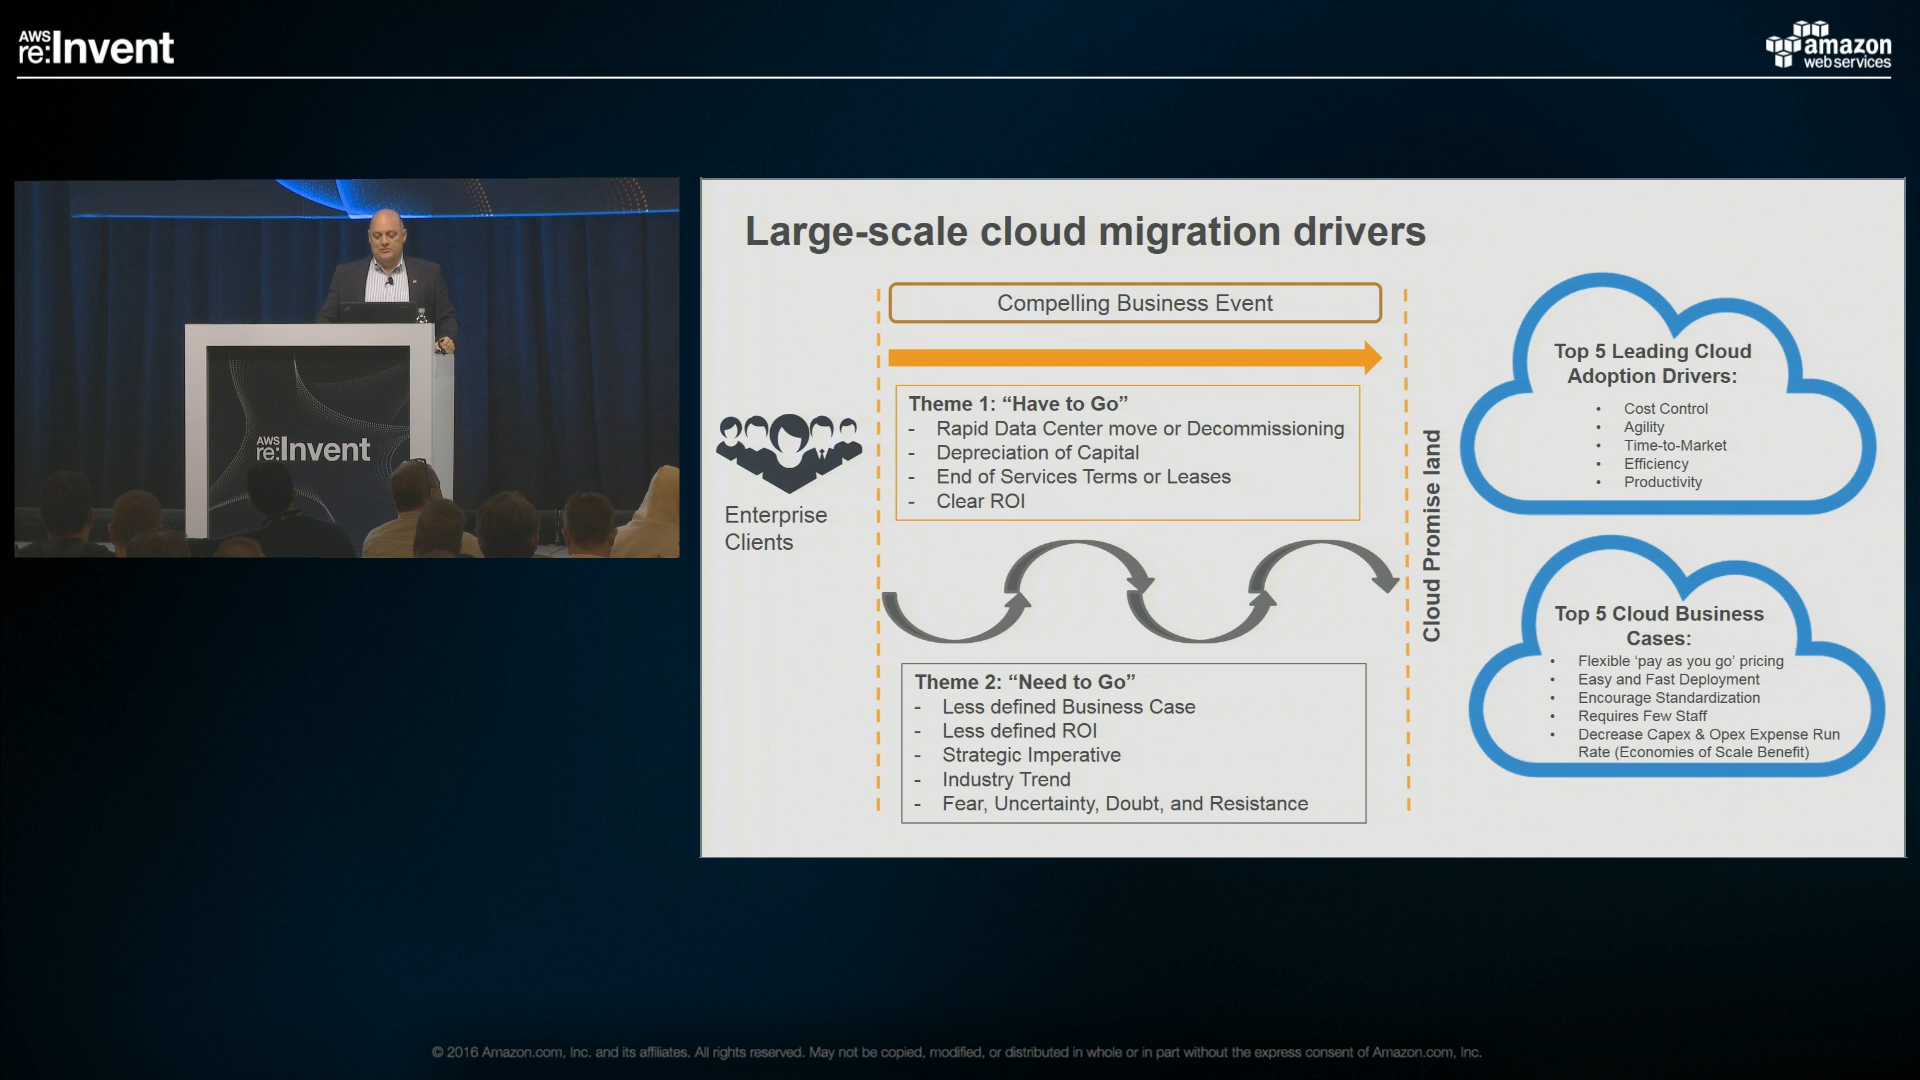 AWS
re:Invent
amazon
web services
AWS
re:Invent
Large-scale cloud migration drivers
Enterprise
Clients
Compelling Business Event
Theme 1: “Have to Go”
- Rapid Data Center move or Decommissioning
- Depreciation of Capital
- End of Services Terms or Leases
- Clear ROI
Theme 2: “Need to Go”
- Less defined Business Case
- Less defined ROI
- Strategic Imperative
- Industry Trend
- Fear, Uncertainty, Doubt, and Resistance
Cloud Promise land
Top 5 Leading Cloud
Adoption Drivers:
• Cost Control
• Agility
• Time-to-Market
• Efficiency
• Productivity
Top 5 Cloud Business
Cases:
• Flexible ‘pay as you go’ pricing
• Easy and Fast Deployment
• Encourage Standardization
• Requires Few Staff
• Decrease Capex & Opex Expense Run
Rate (Economies of Scale Benefit)
© 2016 Amazon.com, Inc. and its affiliates. All rights reserved. May not be copied, modified, or distributed in whole or in part without the express consent of Amazon.com, Inc.